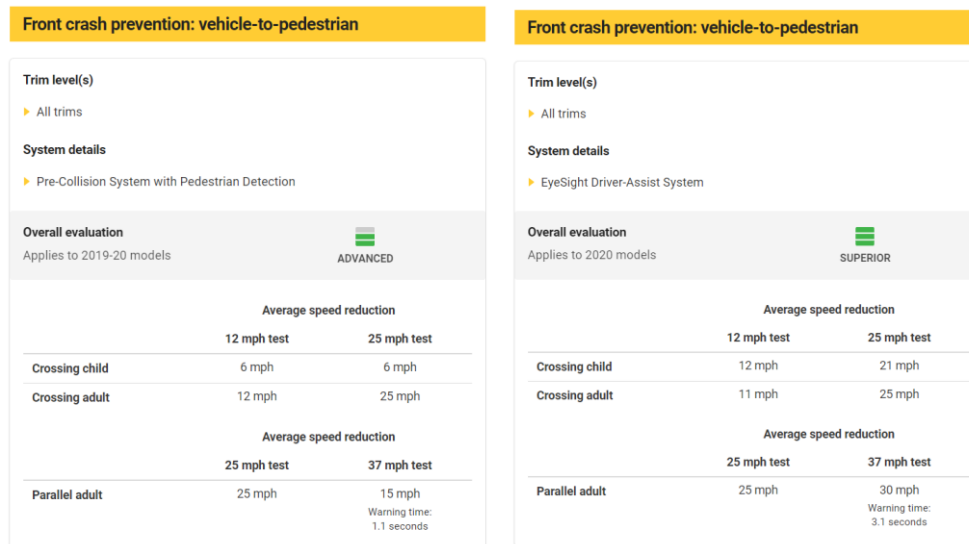 Front crash prevention: vehicle-to-pedestrian
Trim level(s)
All trims
System details
Pre-Collision System with Pedestrian Detection
Overall evaluation
Applies to 2019-20 models
ADVANCED
Average speed reduction
12 mph test 25 mph test
Crossing child 6 mph 6 mph
Crossing adult 12 mph 25 mph
Average speed reduction
25 mph test 37 mph test
Parallel adult 25 mph 15 mph
Warning time:
1.1 seconds
Front crash prevention: vehicle-to-pedestrian
Trim level(s)
All trims
System details
EyeSight Driver-Assist System
Overall evaluation
Applies to 2020 models
SUPERIOR
Average speed reduction
12 mph test 25 mph test
Crossing child 12 mph 21 mph
Crossing adult 11 mph 25 mph
Average speed reduction
25 mph test 37 mph test
Parallel adult 25 mph 30 mph
Warning time:
3.1 seconds